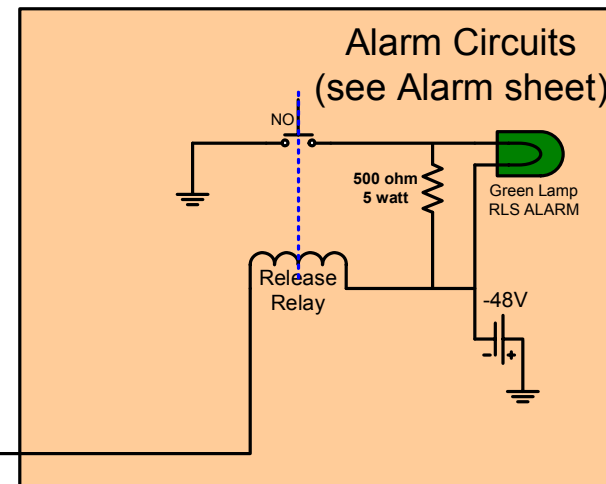 Alarm Circuits
(see Alarm sheet)
NO
500 ohm
5 watt
Green Lamp
RLS ALARM
Release
Relay
-48V
- +